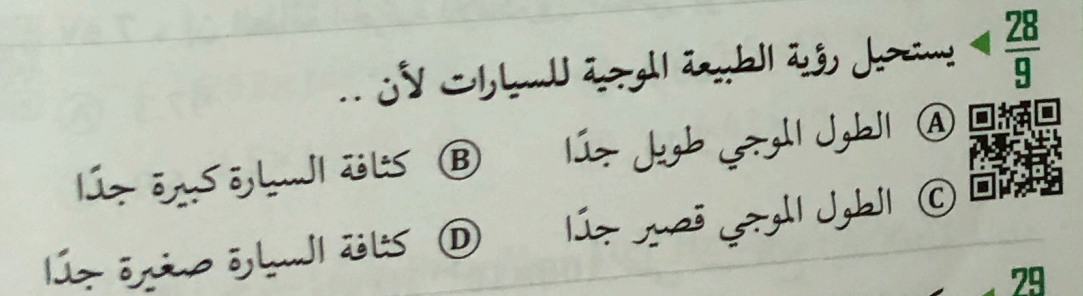 28
9
يستحيل رؤية الطبيعة الموجية للسيارات لأن ..
Ⓐ الطول الموجي طويل جدًا Ⓑ كثافة السيارة كبيرة جدًا
Ⓒ الطول الموجي قصير جدًا Ⓓ كثافة السيارة صغيرة جدًا
29